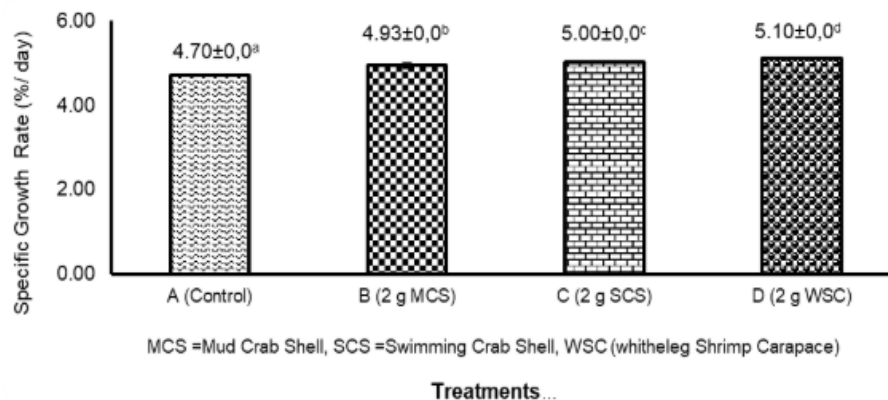 Specific Growth Rate (%/ day)
6.00
4.00
2.00
0.00
4.70±0,0ᵃ
4.93±0,0ᵇ
5.00±0,0ᶜ
5.10±0,0ᵈ
A (Control)
B (2 g MCS)
C (2 g SCS)
D (2 g WSC)
MCS =Mud Crab Shell, SCS =Swimming Crab Shell, WSC (whitheleg Shrimp Carapace)
Treatments...